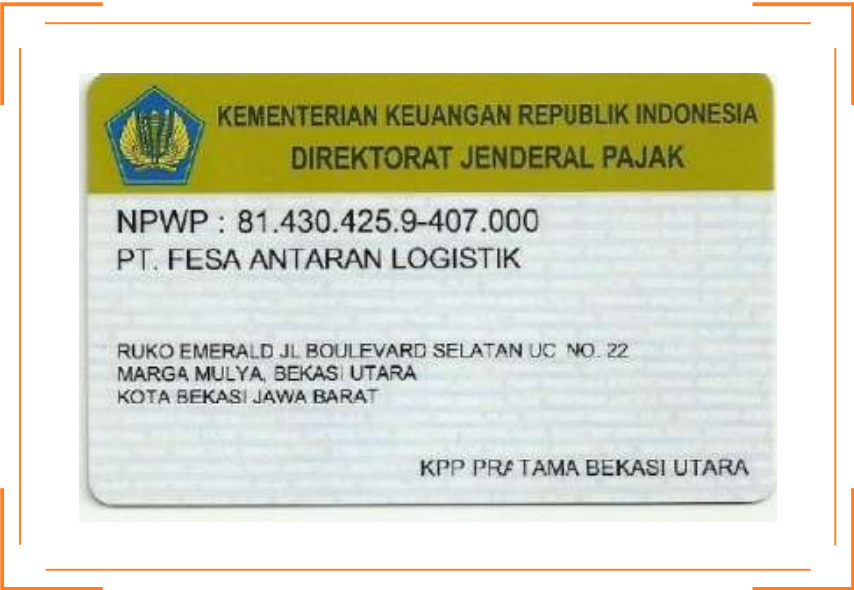 KEMENTERIAN KEUANGAN REPUBLIK INDONESIA
DIREKTORAT JENDERAL PAJAK
NPWP : 81.430.425.9-407.000
PT. FESA ANTARAN LOGISTIK
RUKO EMERALD JL BOULEVARD SELATAN UC NO. 22
MARGA MULYA, BEKASI UTARA
KOTA BEKASI JAWA BARAT
KPP PRATAMA BEKASI UTARA